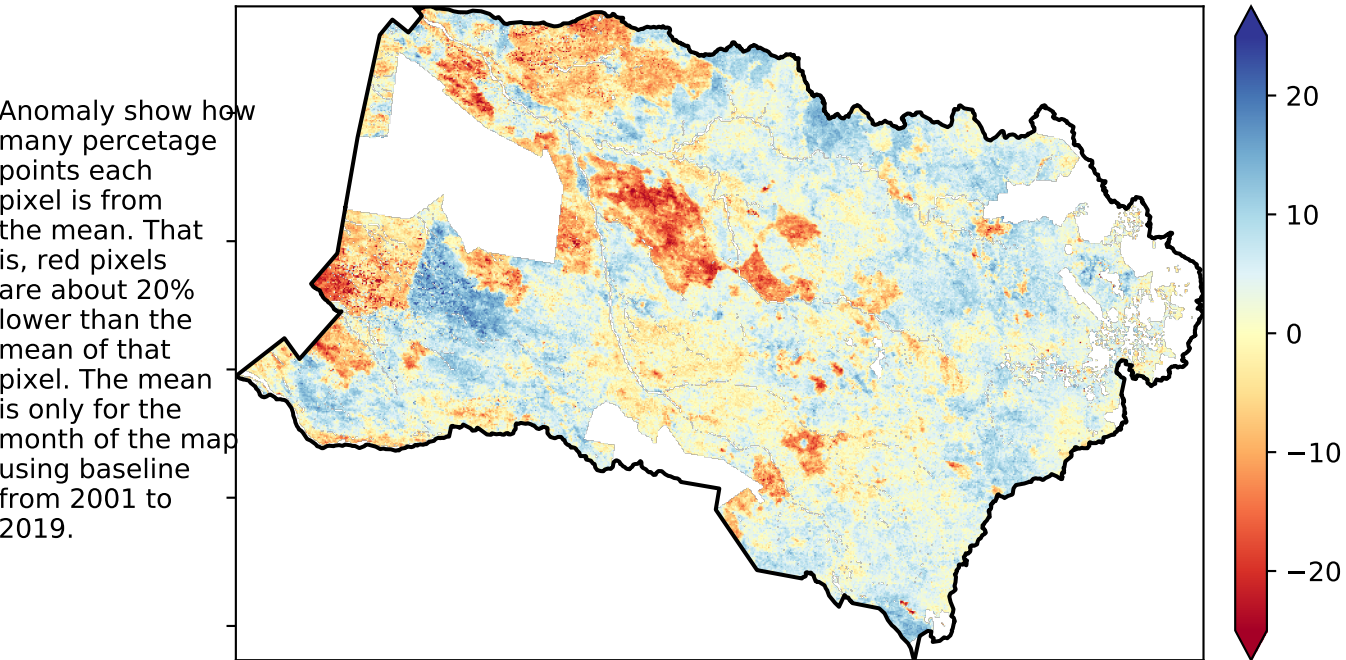 Anomaly show how
many percetage
points each
pixel is from
the mean. That
is, red pixels
are about 20%
lower than the
mean of that
pixel. The mean
is only for the
month of the map
using baseline
from 2001 to
2019.
20
10
0
−10
−20